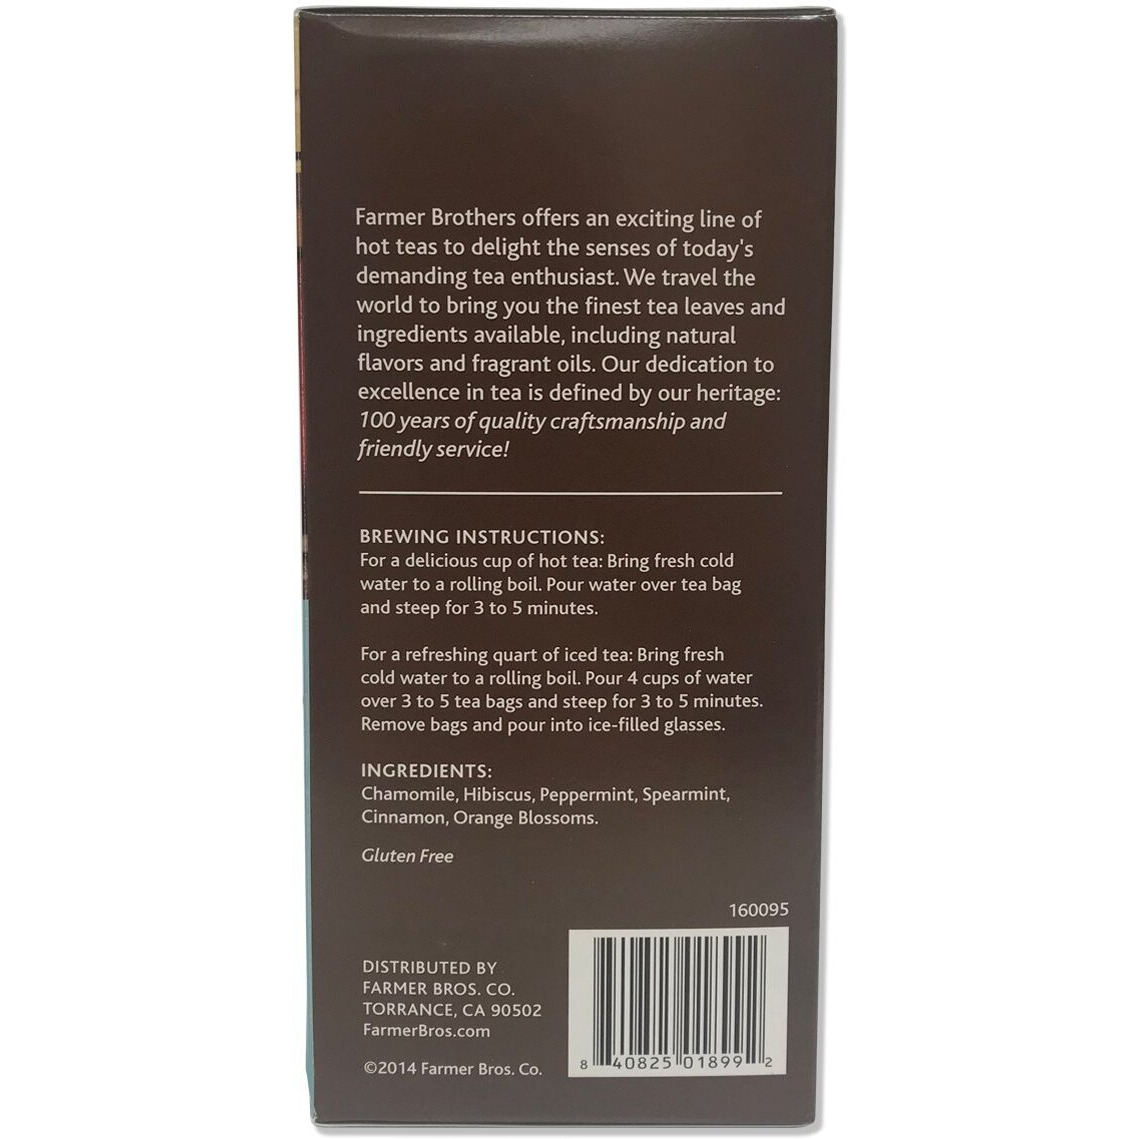 Farmer Brothers offers an exciting line of
hot teas to delight the senses of today's
demanding tea enthusiast. We travel the
world to bring you the finest tea leaves and
ingredients available, including natural
flavors and fragrant oils. Our dedication to
excellence in tea is defined by our heritage:
100 years of quality craftsmanship and
friendly service!
BREWING INSTRUCTIONS:
For a delicious cup of hot tea: Bring fresh cold
water to a rolling boil. Pour water over tea bag
and steep for 3 to 5 minutes.
For a refreshing quart of iced tea: Bring fresh
cold water to a rolling boil. Pour 4 cups of water
over 3 to 5 tea bags and steep for 3 to 5 minutes.
Remove bags and pour into ice-filled glasses.
INGREDIENTS:
Chamomile, Hibiscus, Peppermint, Spearmint,
Cinnamon, Orange Blossoms.
Gluten Free
160095
DISTRIBUTED BY
FARMER BROS. CO.
TORRANCE, CA 90502
FarmerBros.com
©2014 Farmer Bros. Co.
8 40825 01899 2